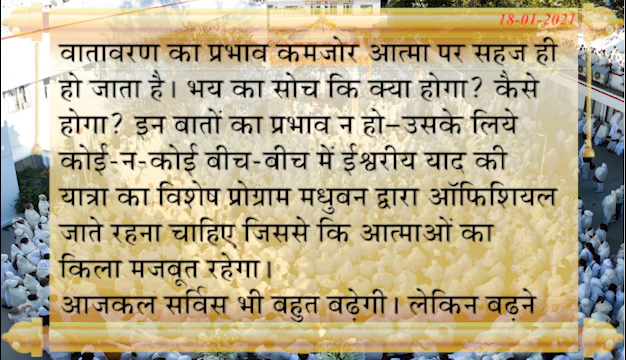 18-01-2021
वातावरण का प्रभाव कमजोर आत्मा पर सहज ही
हो जाता है। भय का सोच कि क्या होगा? कैसे
होगा? इन बातों का प्रभाव न हो–उसके लिये
कोई-न-कोई बीच-बीच में ईश्वरीय याद की
यात्रा का विशेष प्रोग्राम मधुबन द्वारा ऑफिशियल
जाते रहना चाहिए जिससे कि आत्माओं का
किला मजबूत रहेगा।
आजकल सर्विस भी बहुत बढ़ेगी। लेकिन बढ़ने